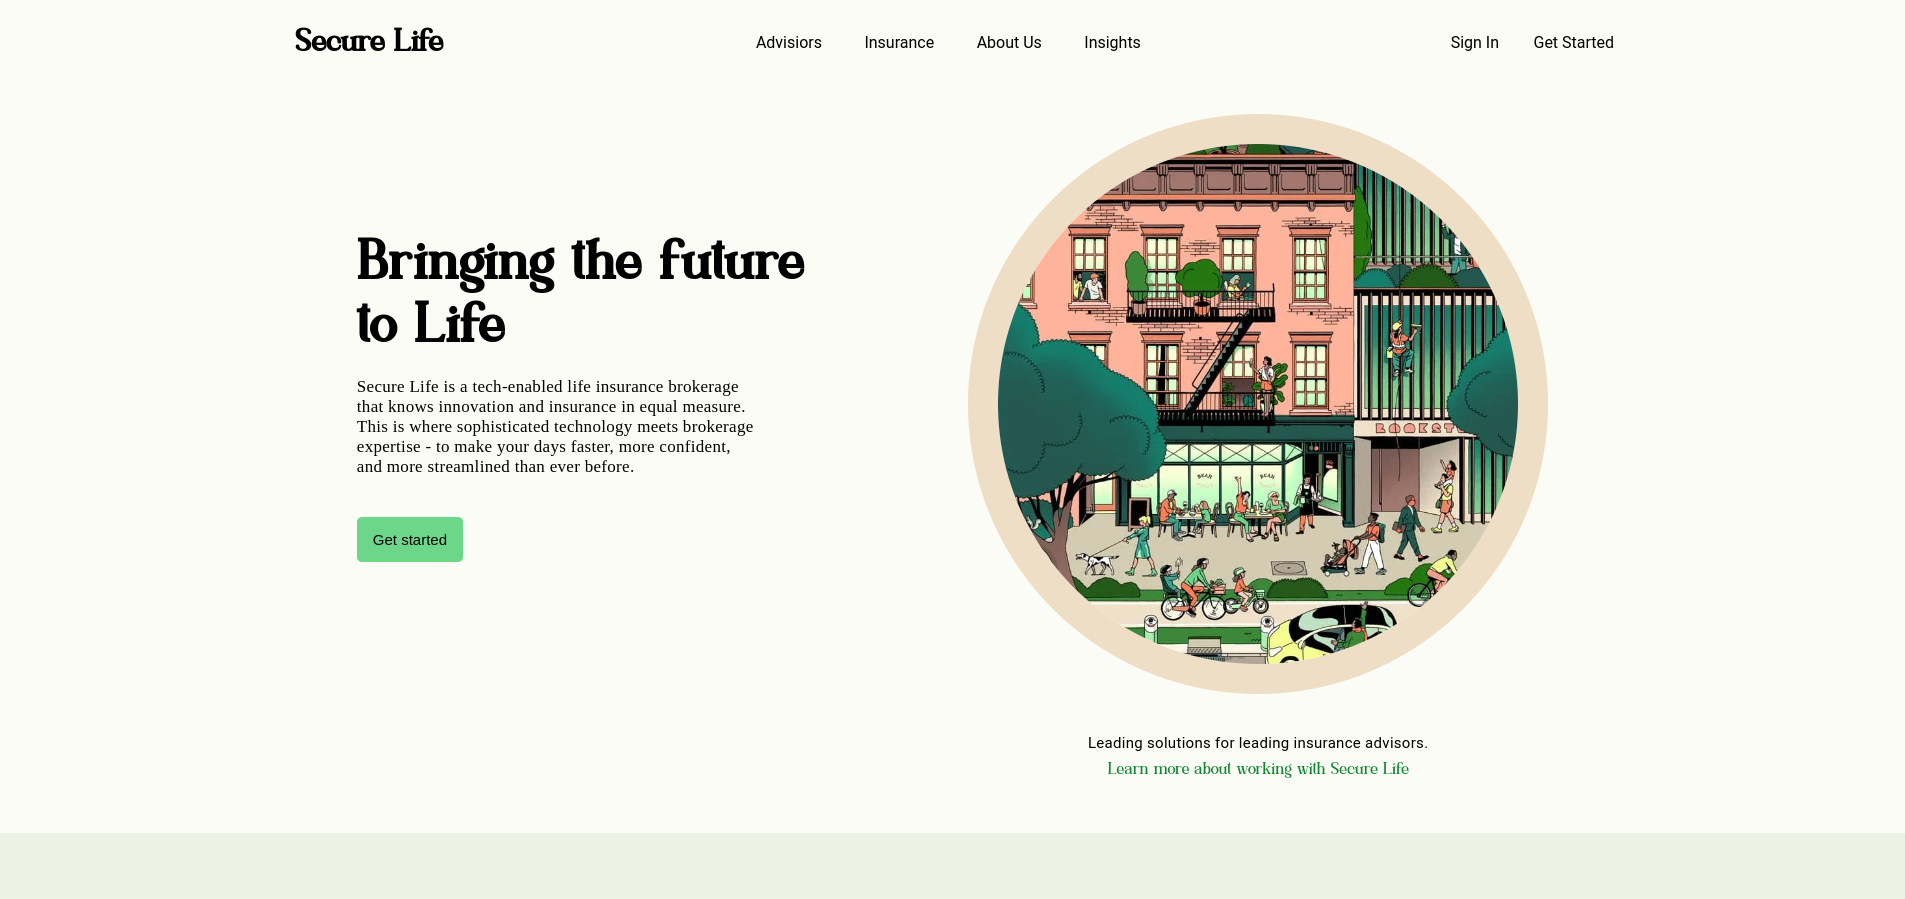 Secure Life
Advisiors Insurance About Us Insights
Sign In Get Started
Bringing the future
to Life
Secure Life is a tech-enabled life insurance brokerage
that knows innovation and insurance in equal measure.
This is where sophisticated technology meets brokerage
expertise - to make your days faster, more confident,
and more streamlined than ever before.
Get started
BEAN
BEAN
Leading solutions for leading insurance advisors.
Learn more about working with Secure Life